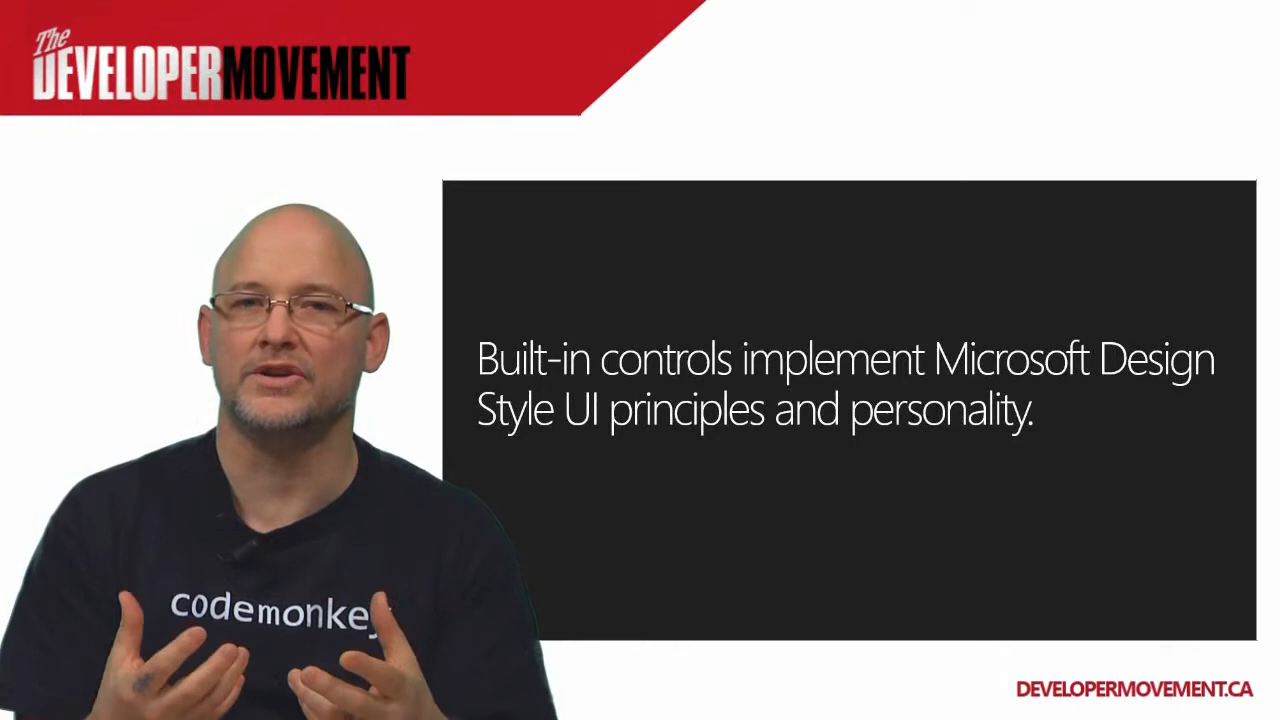 The
DEVELOPERMOVEMENT
Built-in controls implement Microsoft Design
Style UI principles and personality.
codemonkey
DEVELOPERMOVEMENT.CA